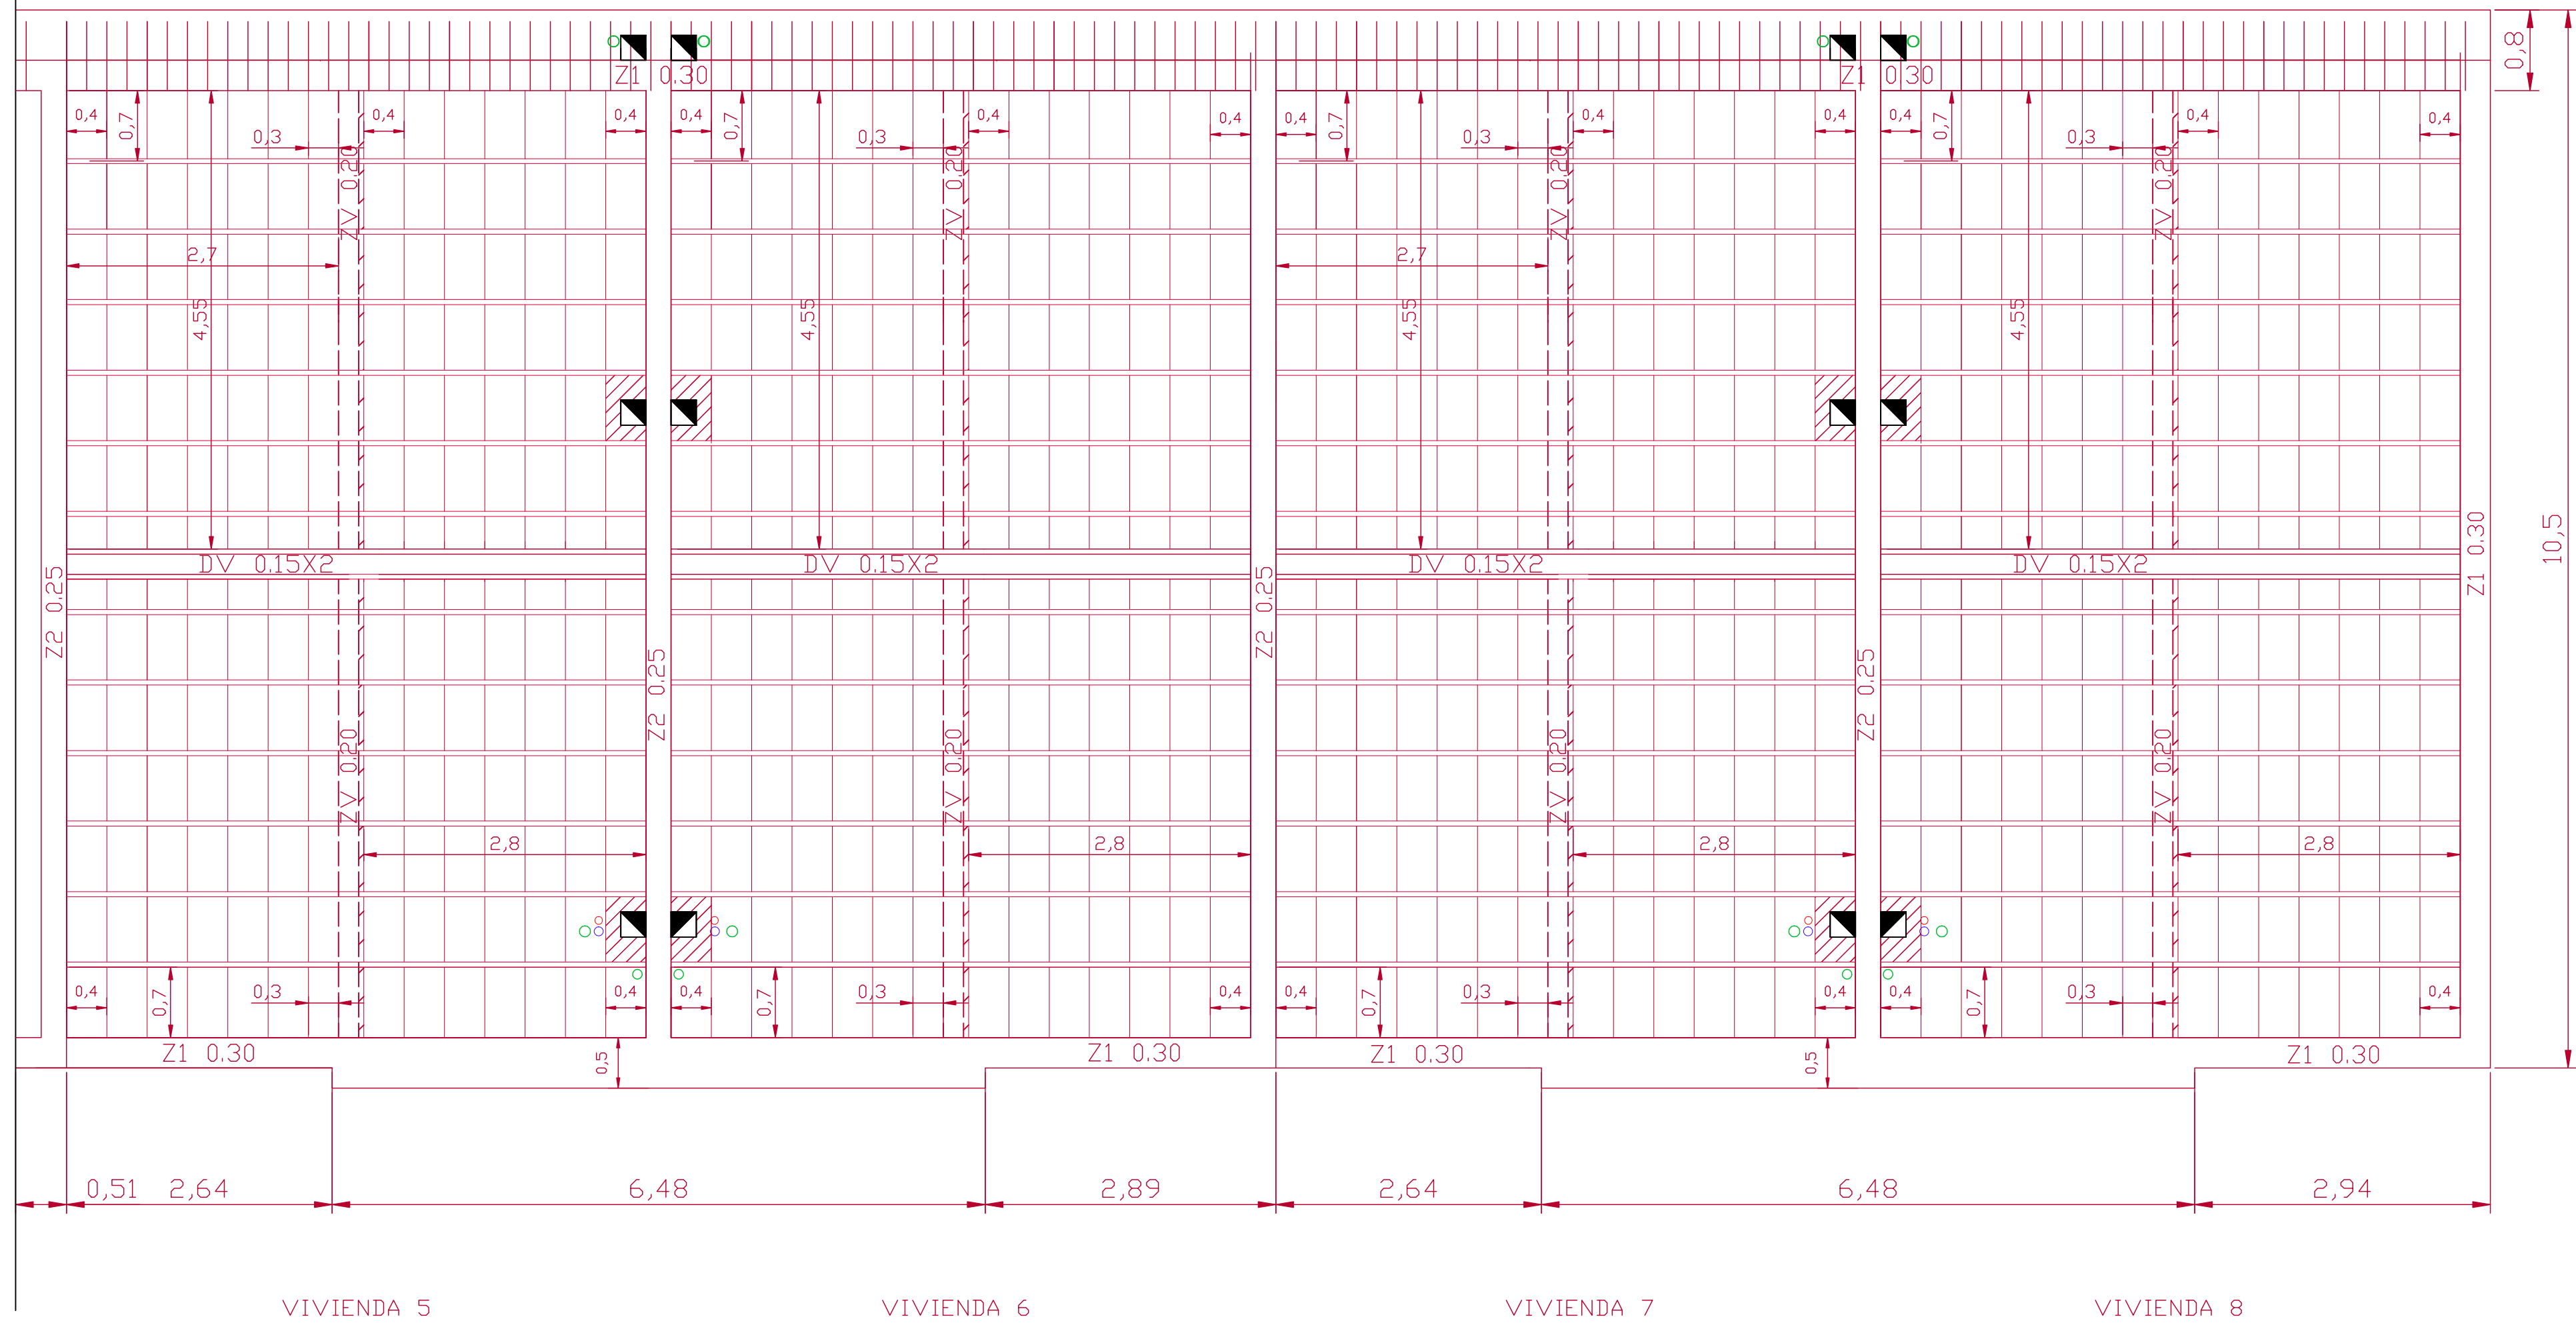 Z1 0.30
Z1 0.30
0,8
0,4 0,7 0,3 0,4 0,4 0,4 0,7 0,3 0,4 0,4 0,4 0,7 0,3 0,4 0,4 0,4 0,7 0,3 0,4 0,4
ZV 0.20 ZV 0.20 ZV 0.20 ZV 0.20
2,7 2,7
4,55 4,55 4,55 4,55
DV 0.15X2 DV 0.15X2 DV 0.15X2 DV 0.15X2
Z2 0.25 Z2 0.25 Z2 0.25 Z2 0.25 Z1 0.30
10,5
ZV 0.20 ZV 0.20 ZV 0.20 ZV 0.20
2,8 2,8 2,8 2,8
0,4 0,7 0,3 0,4 0,4 0,7 0,3 0,4 0,4 0,7 0,3 0,4 0,4 0,7 0,3 0,4
Z1 0.30 0,5 Z1 0.30 Z1 0.30 0,5 Z1 0.30
0,51 2,64 6,48 2,89 2,64 6,48 2,94
VIVIENDA 5 VIVIENDA 6 VIVIENDA 7 VIVIENDA 8